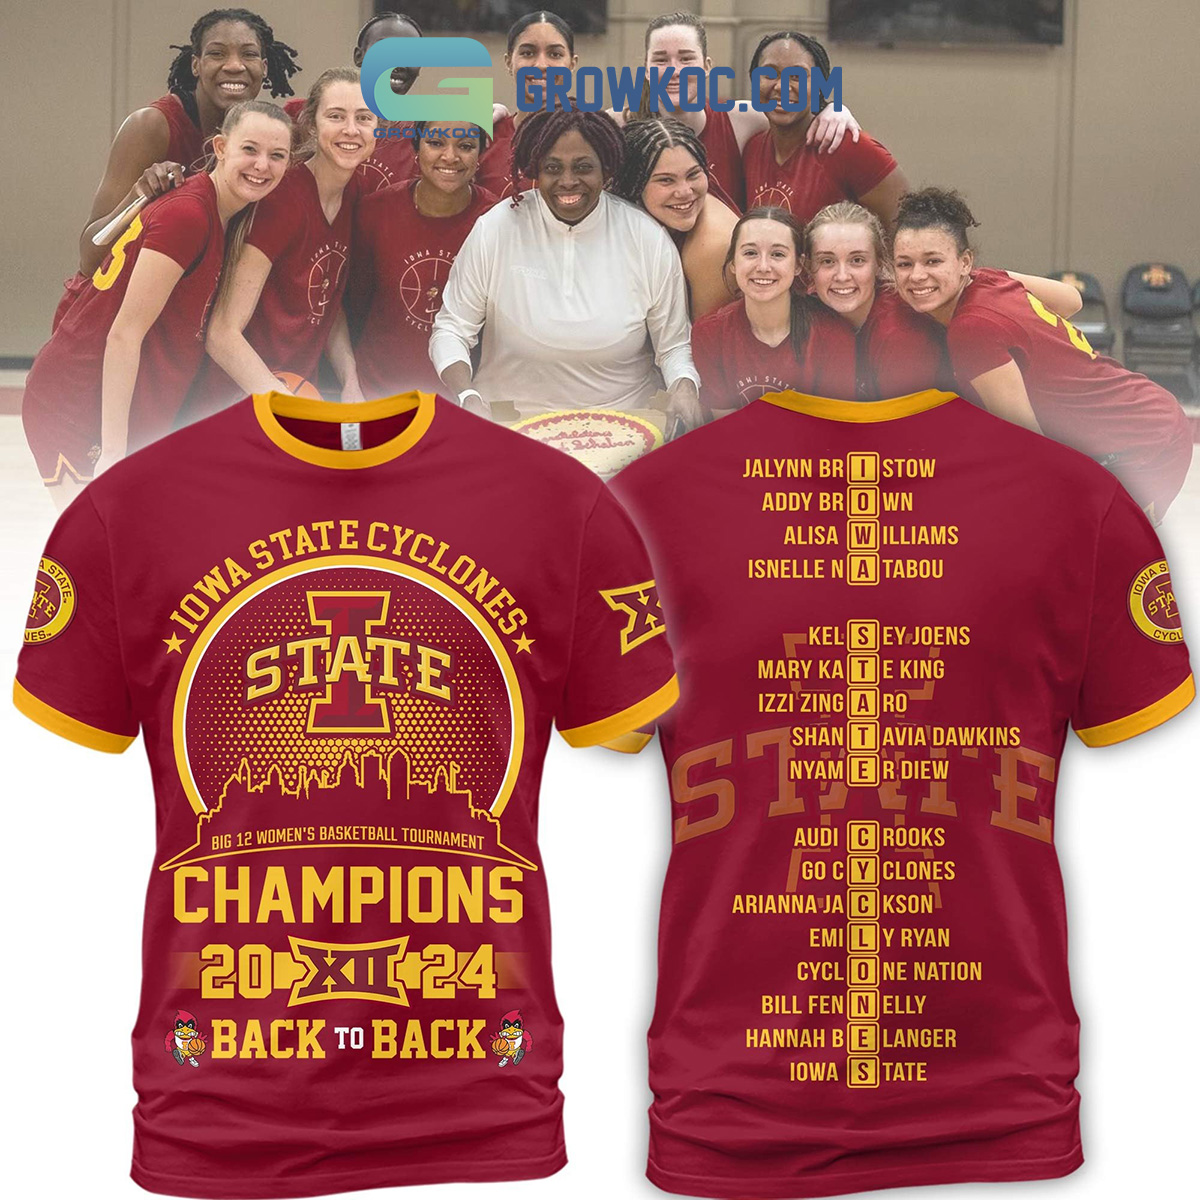 GROWKOC.COM
GROWKOC
IOWA STATE
CYCLONES
IOWA STATE CYCLONES
STATE
BIG 12 WOMEN'S BASKETBALL TOURNAMENT
CHAMPIONS
20 XII 24
BACK TO BACK
JALYNN BRISTOW
ADDY BROWN
ALISA WILLIAMS
ISNELLE NATABOU
KELSEY JOENS
MARY KATE KING
IZZI ZINGARO
SHANTAVIA DAWKINS
NYAMER DIEW
STATE
AUDI CROOKS
GO CYCLONES
ARIANNA JACKSON
EMILY RYAN
CYCLONE NATION
BILL FENNELLY
HANNAH BELANGER
IOWA STATE